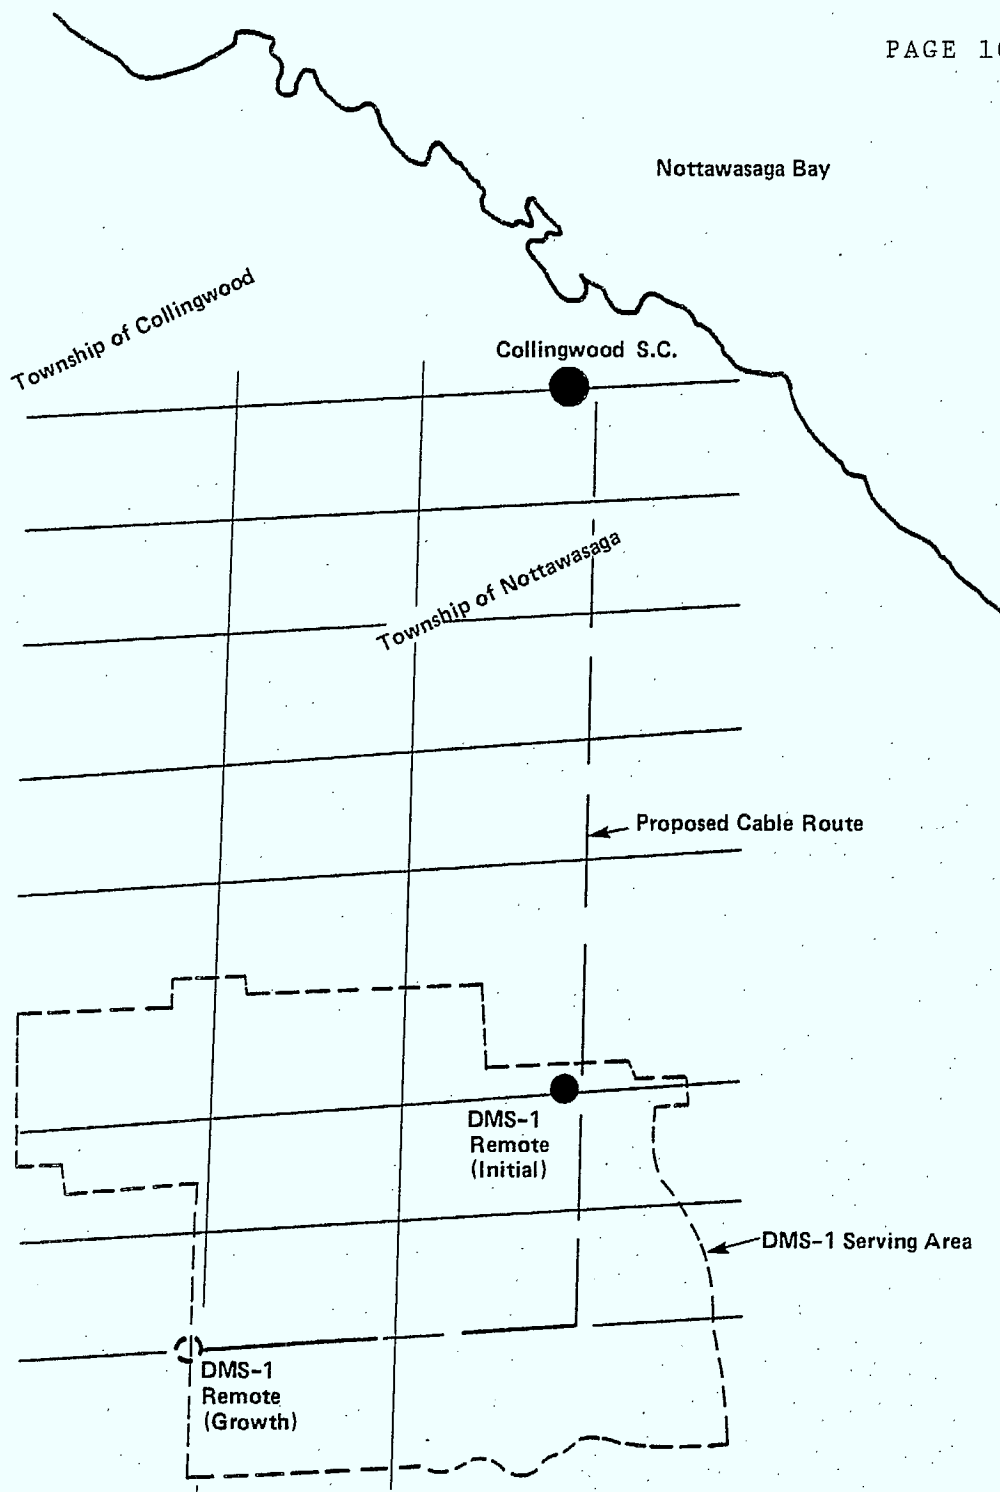 PAGE 10
Nottawasaga Bay
Township of Collingwood
Collingwood S.C.
Township of Nottawasaga
Proposed Cable Route
DMS-1
Remote
(Initial)
DMS-1 Serving Area
DMS-1
Remote
(Growth)